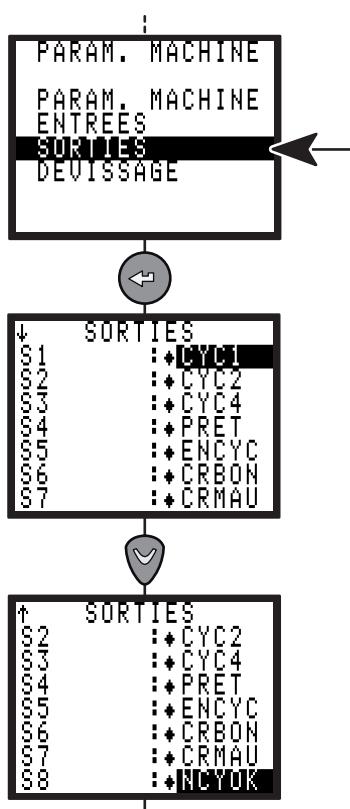 PARAM. MACHINE
PARAM. MACHINE
ENTREES
SORTIES
DEVISSAGE
↓ SORTIES
S1 :♦CYC1
S2 :♦CYC2
S3 :♦CYC4
S4 :♦PRET
S5 :♦ENCYC
S6 :♦CRBON
S7 :♦CRMAU
↑ SORTIES
S2 :♦CYC2
S3 :♦CYC4
S4 :♦PRET
S5 :♦ENCYC
S6 :♦CRBON
S7 :♦CRMAU
S8 :♦NCYOK